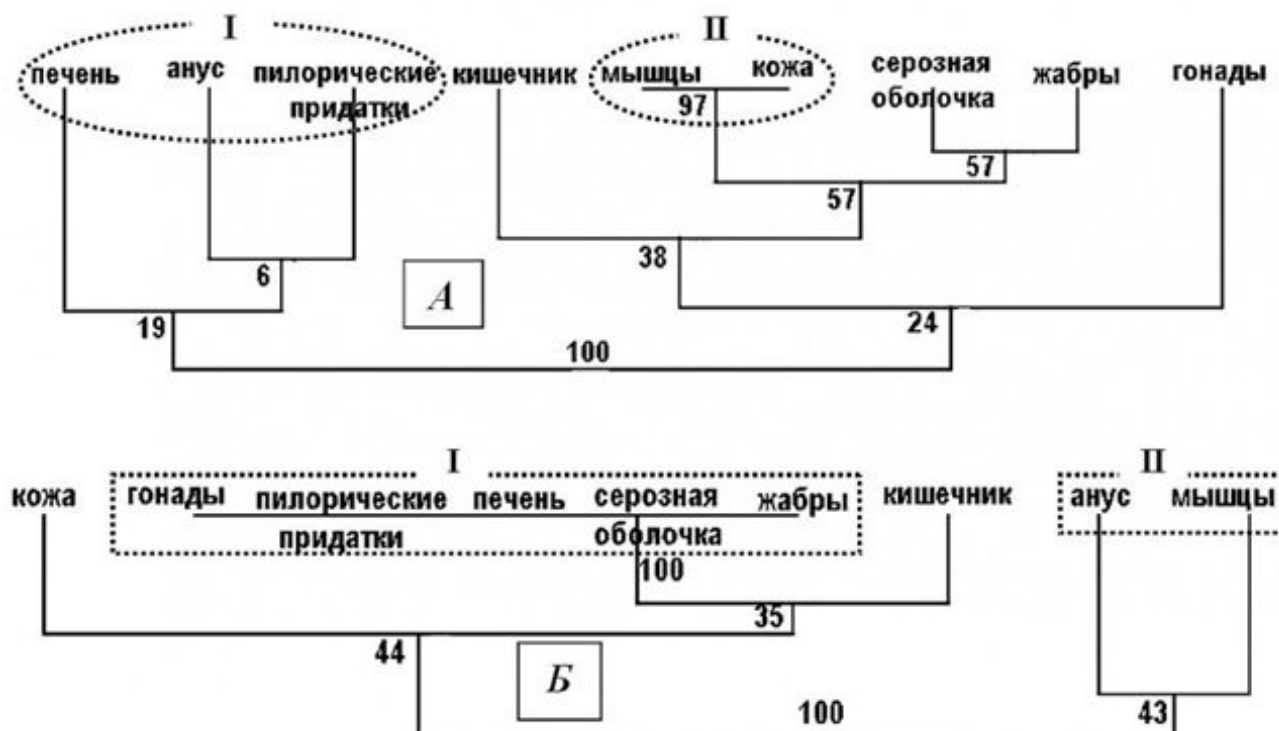 I II
печень анус пилорические придатки кишечник мышцы кожа серозная оболочка жабры гонады
97
57
57
6
38
А
19
24
100
I II
кожа гонады пилорические придатки печень серозная оболочка жабры кишечник анус мышцы
100
35
44
Б
100
43